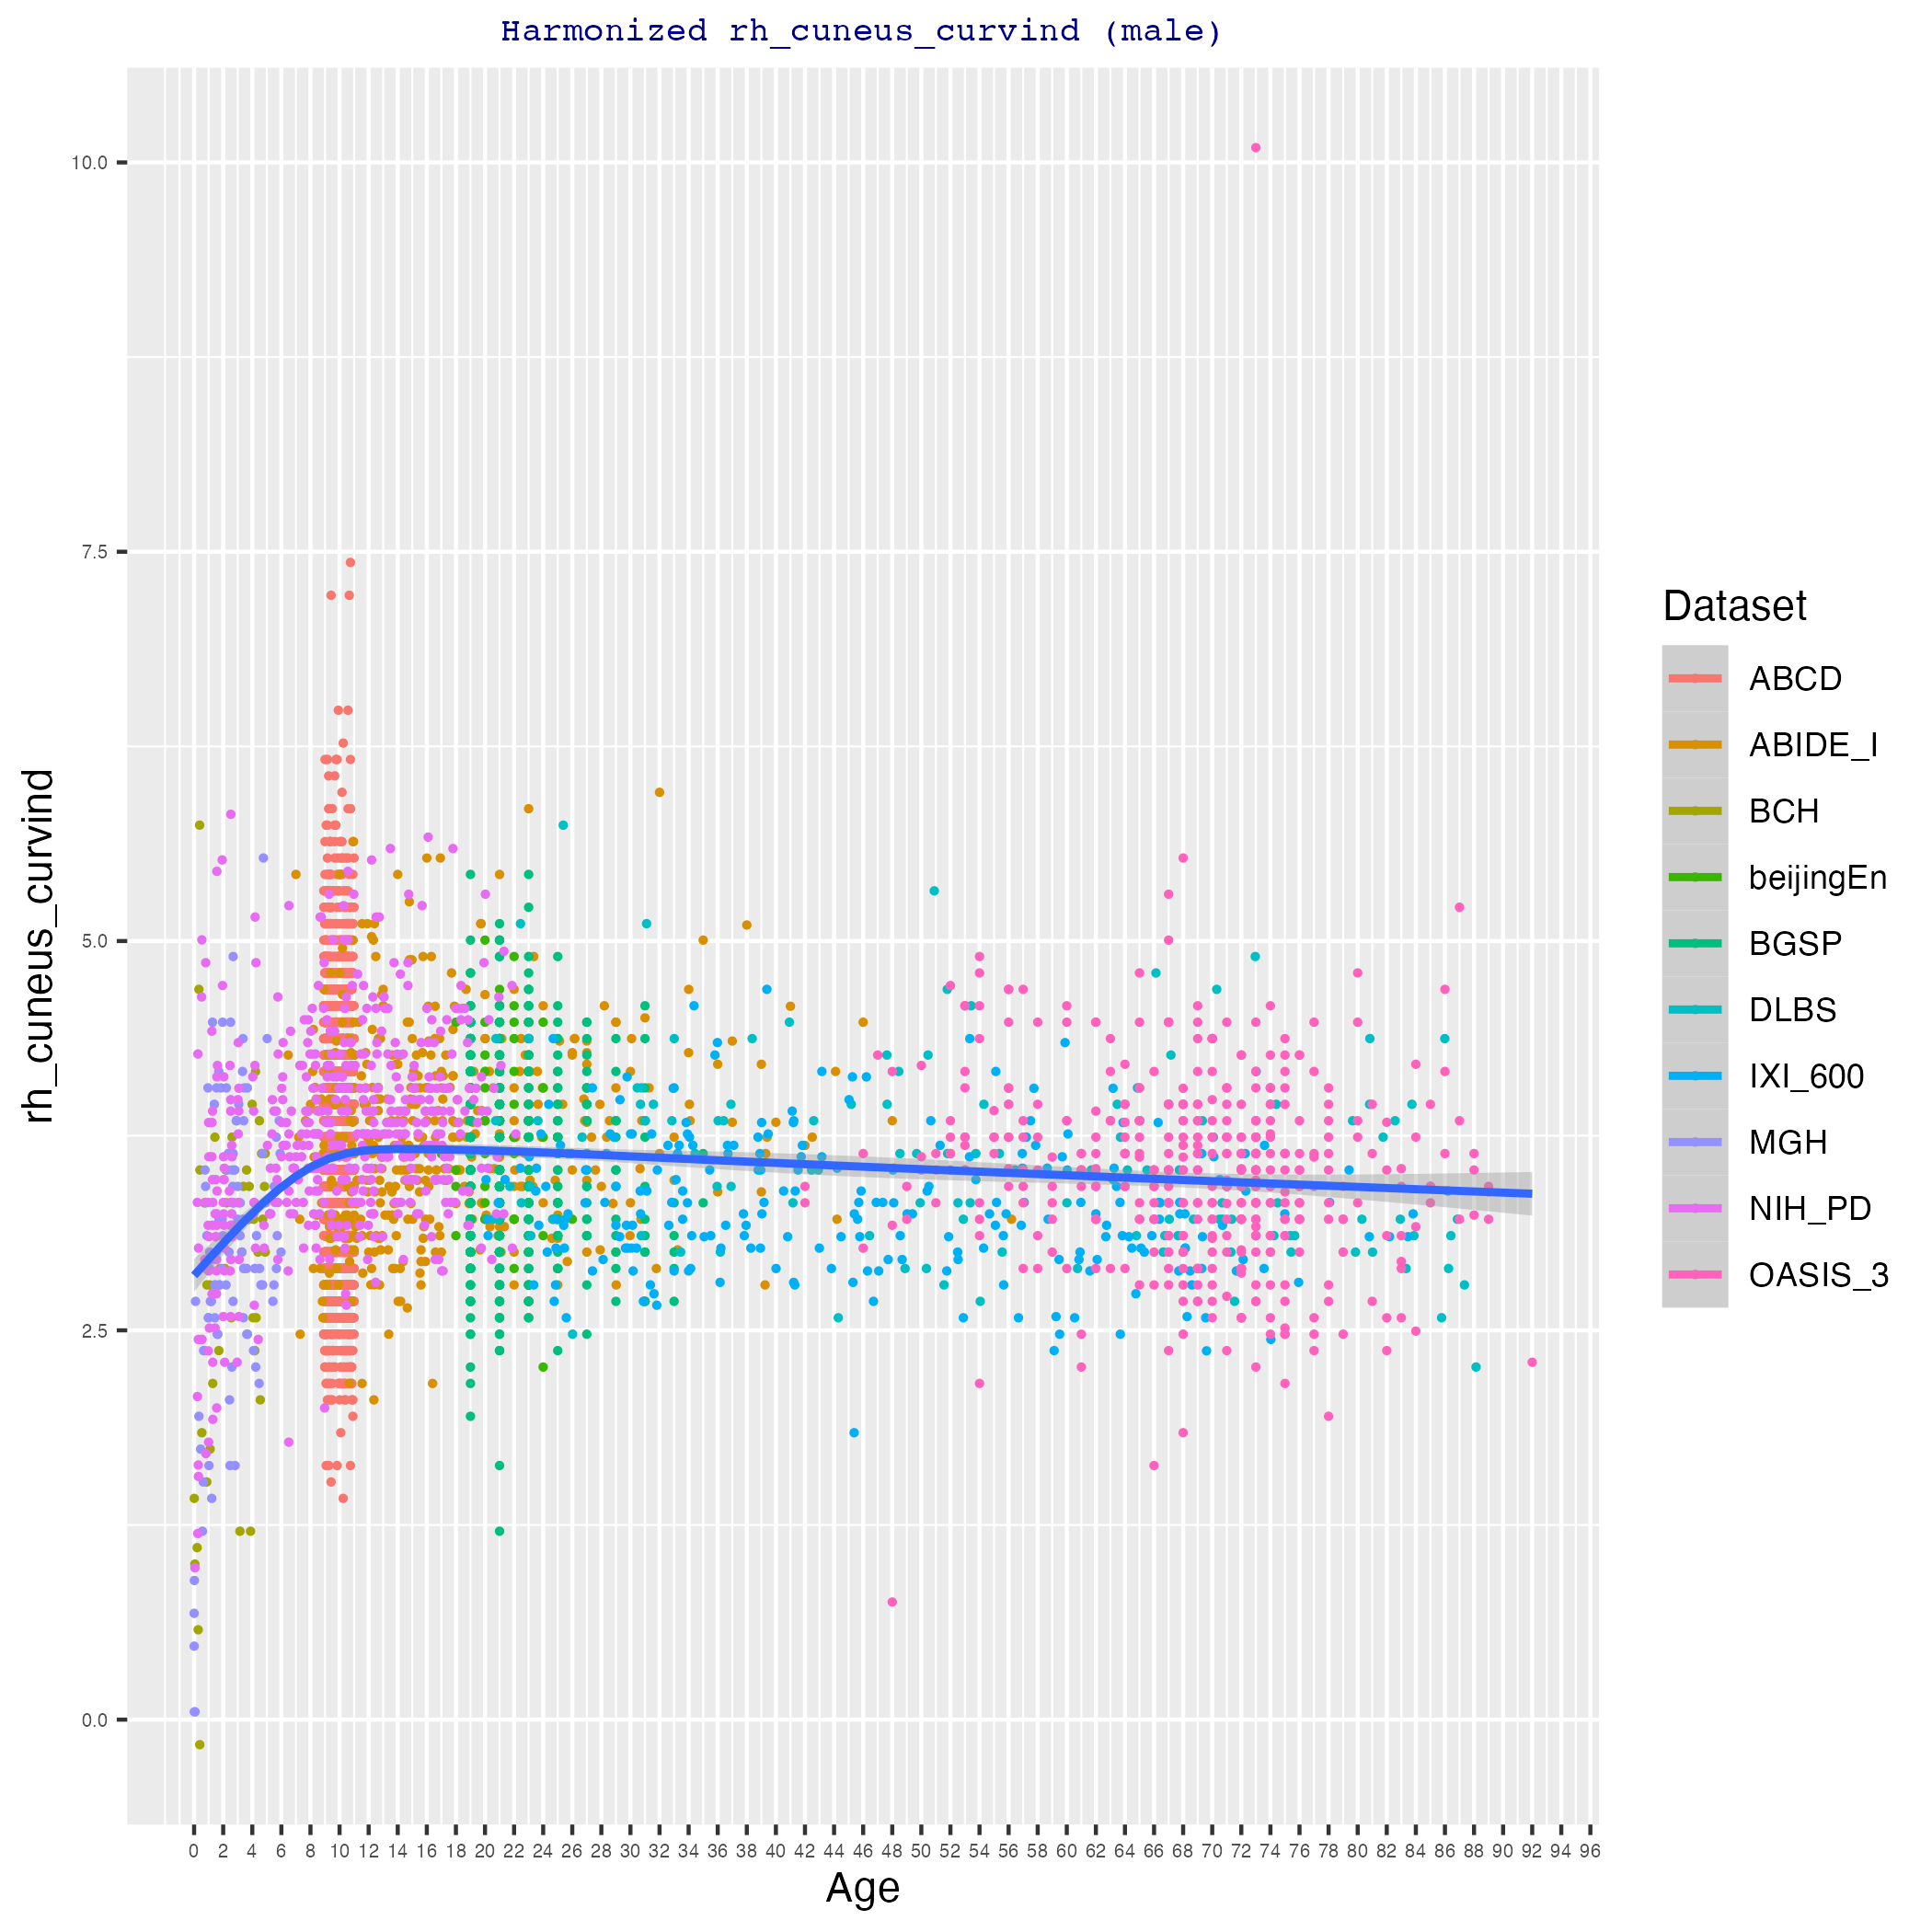 Harmonized rh_cuneus_curvind (male)
rh_cuneus_curvind
10.0
7.5
5.0
2.5
0.0
0 2 4 6 8 10 12 14 16 18 20 22 24 26 28 30 32 34 36 38 40 42 44 46 48 50 52 54 56 58 60 62 64 66 68 70 72 74 76 78 80 82 84 86 88 90 92 94 96
Age
Dataset
ABCD
ABIDE_I
BCH
beijingEn
BGSP
DLBS
IXI_600
MGH
NIH_PD
OASIS_3